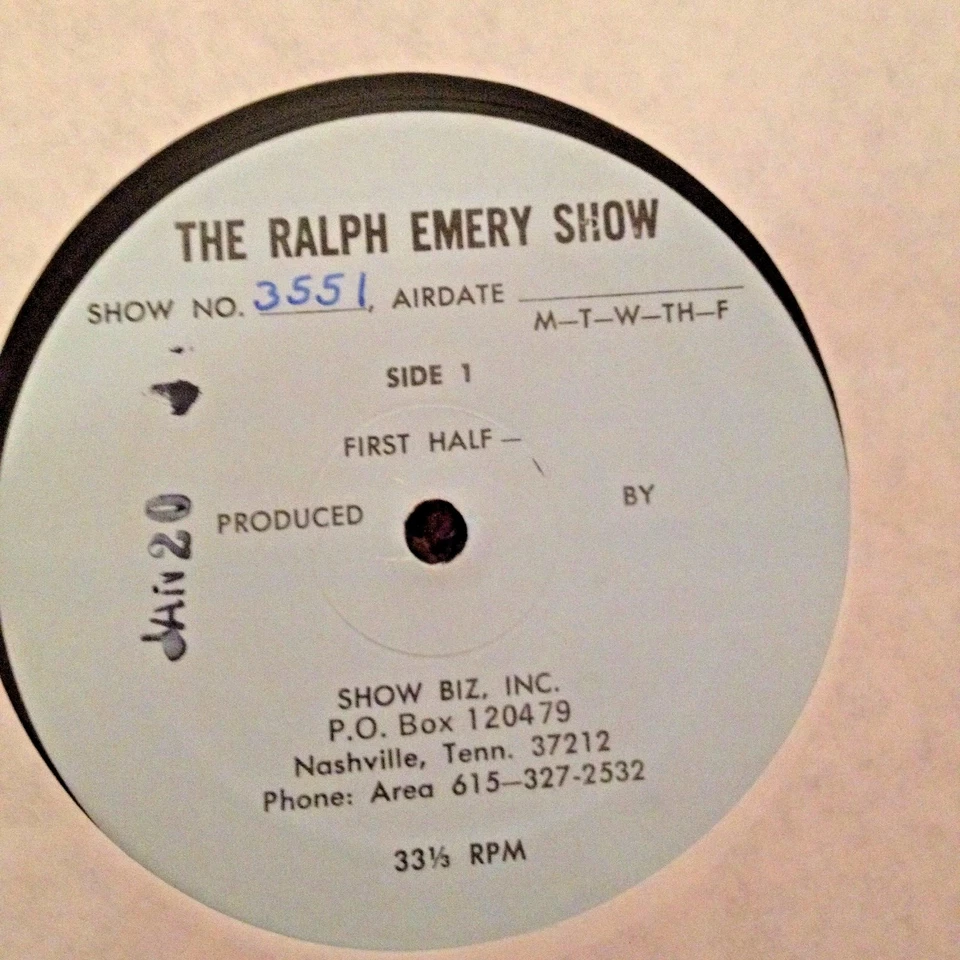 THE RALPH EMERY SHOW
SHOW NO. 3551, AIRDATE
M—T—W—TH—F
SIDE 1
FIRST HALF—
PRODUCED BY
JAN 20
SHOW BIZ, INC.
P.O. Box 120479
Nashville, Tenn. 37212
Phone: Area 615—327-2532
33⅓ RPM